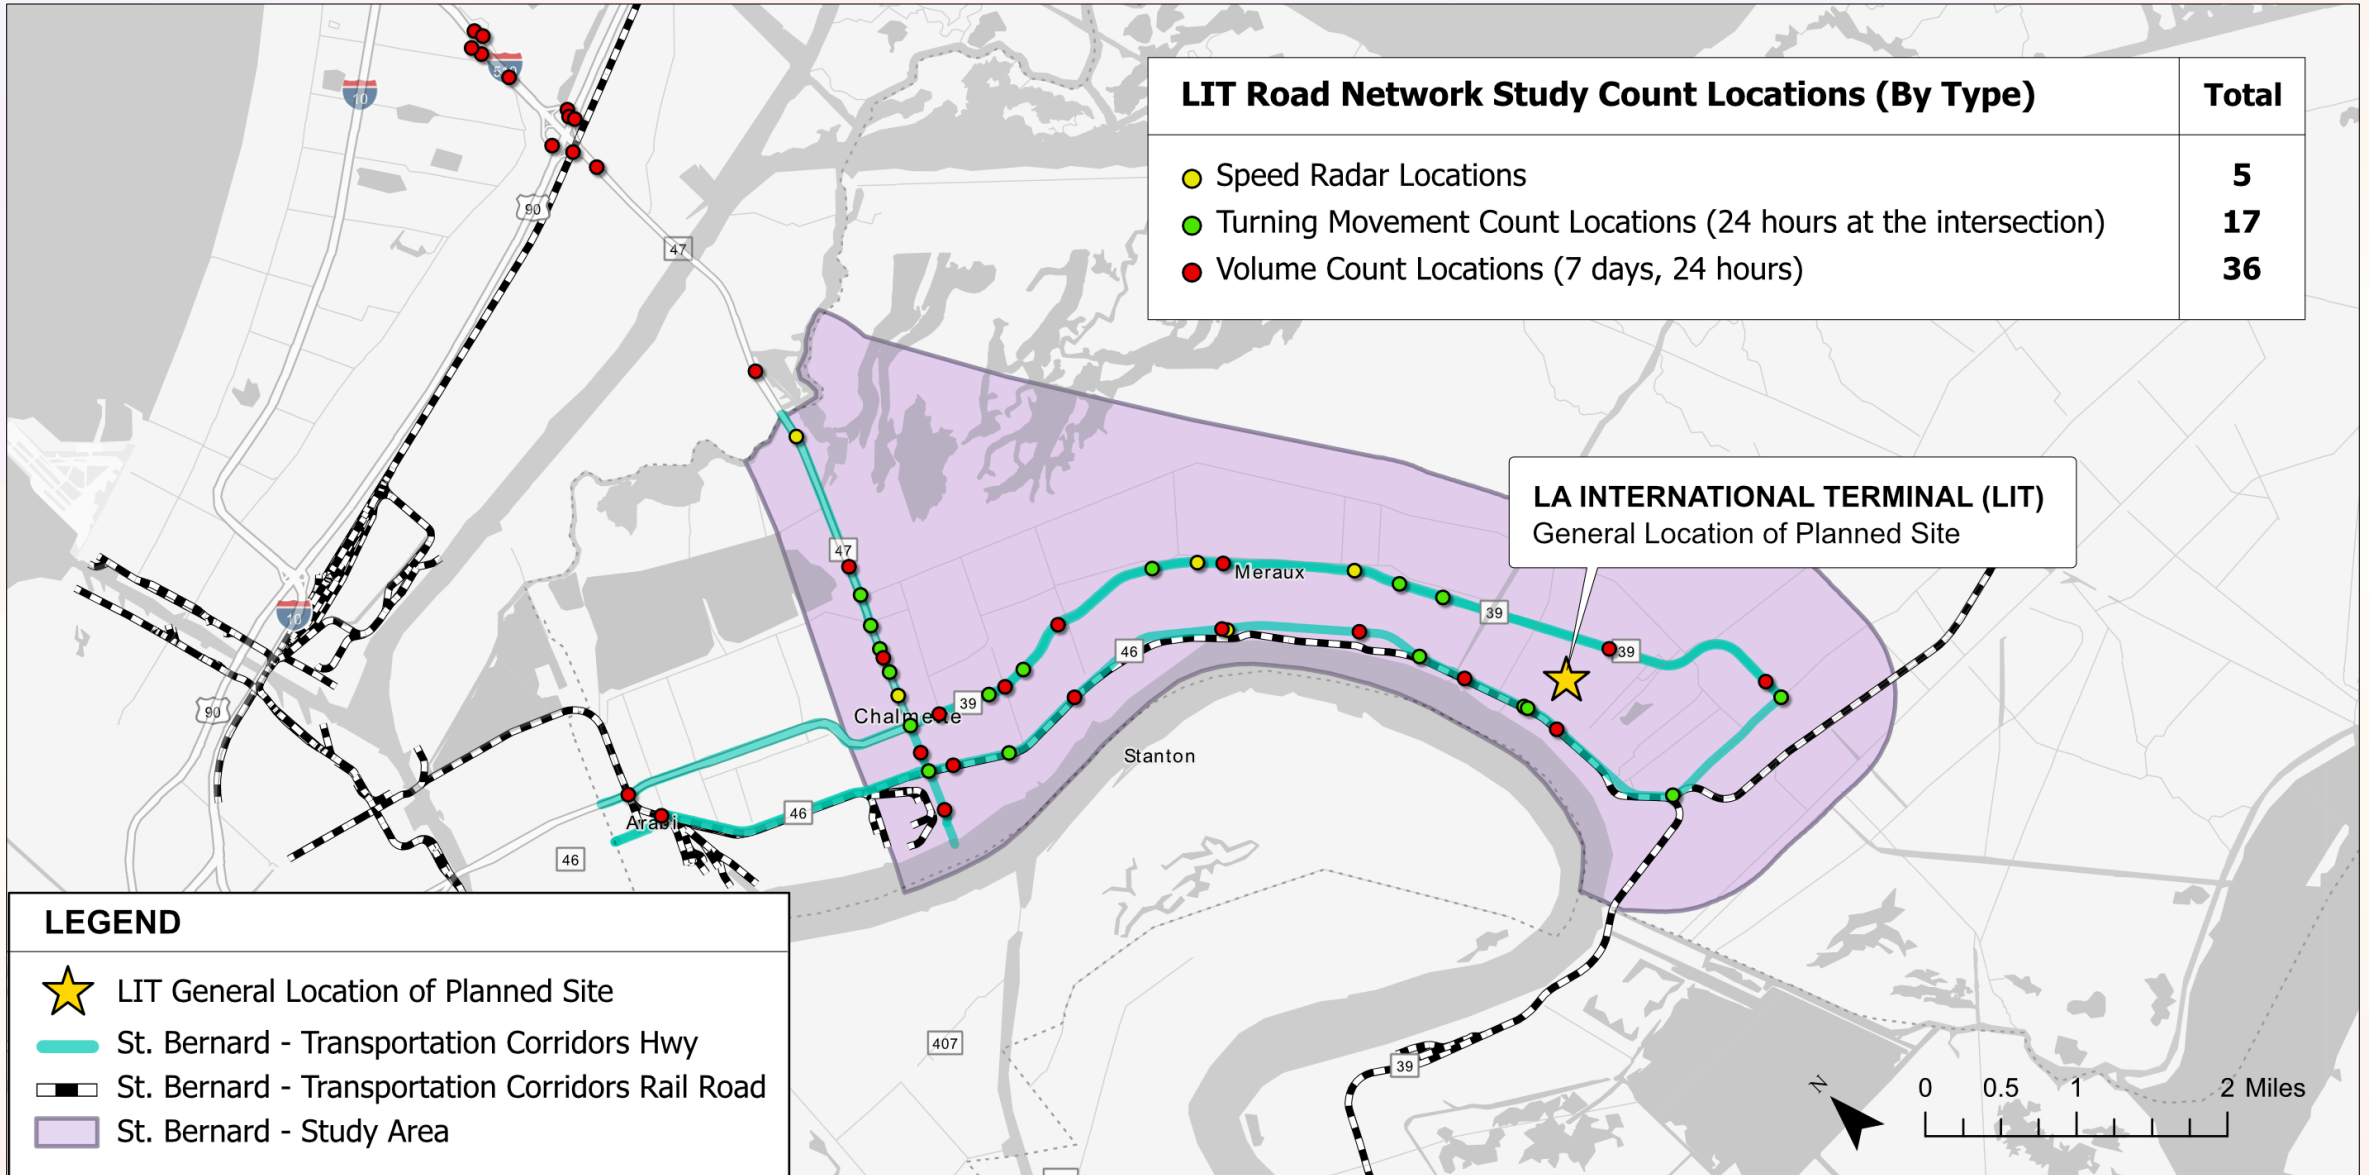 LIT Road Network Study Count Locations (By Type) Total
Speed Radar Locations 5
Turning Movement Count Locations (24 hours at the intersection) 17
Volume Count Locations (7 days, 24 hours) 36
10
90
47
LA INTERNATIONAL TERMINAL (LIT)
General Location of Planned Site
47
Meraux
39
10
46
39
39
90
Chalmette
Stanton
46
Arabi
46
407
39
LEGEND
LIT General Location of Planned Site
St. Bernard - Transportation Corridors Hwy
St. Bernard - Transportation Corridors Rail Road
St. Bernard - Study Area
N
0 0.5 1 2 Miles